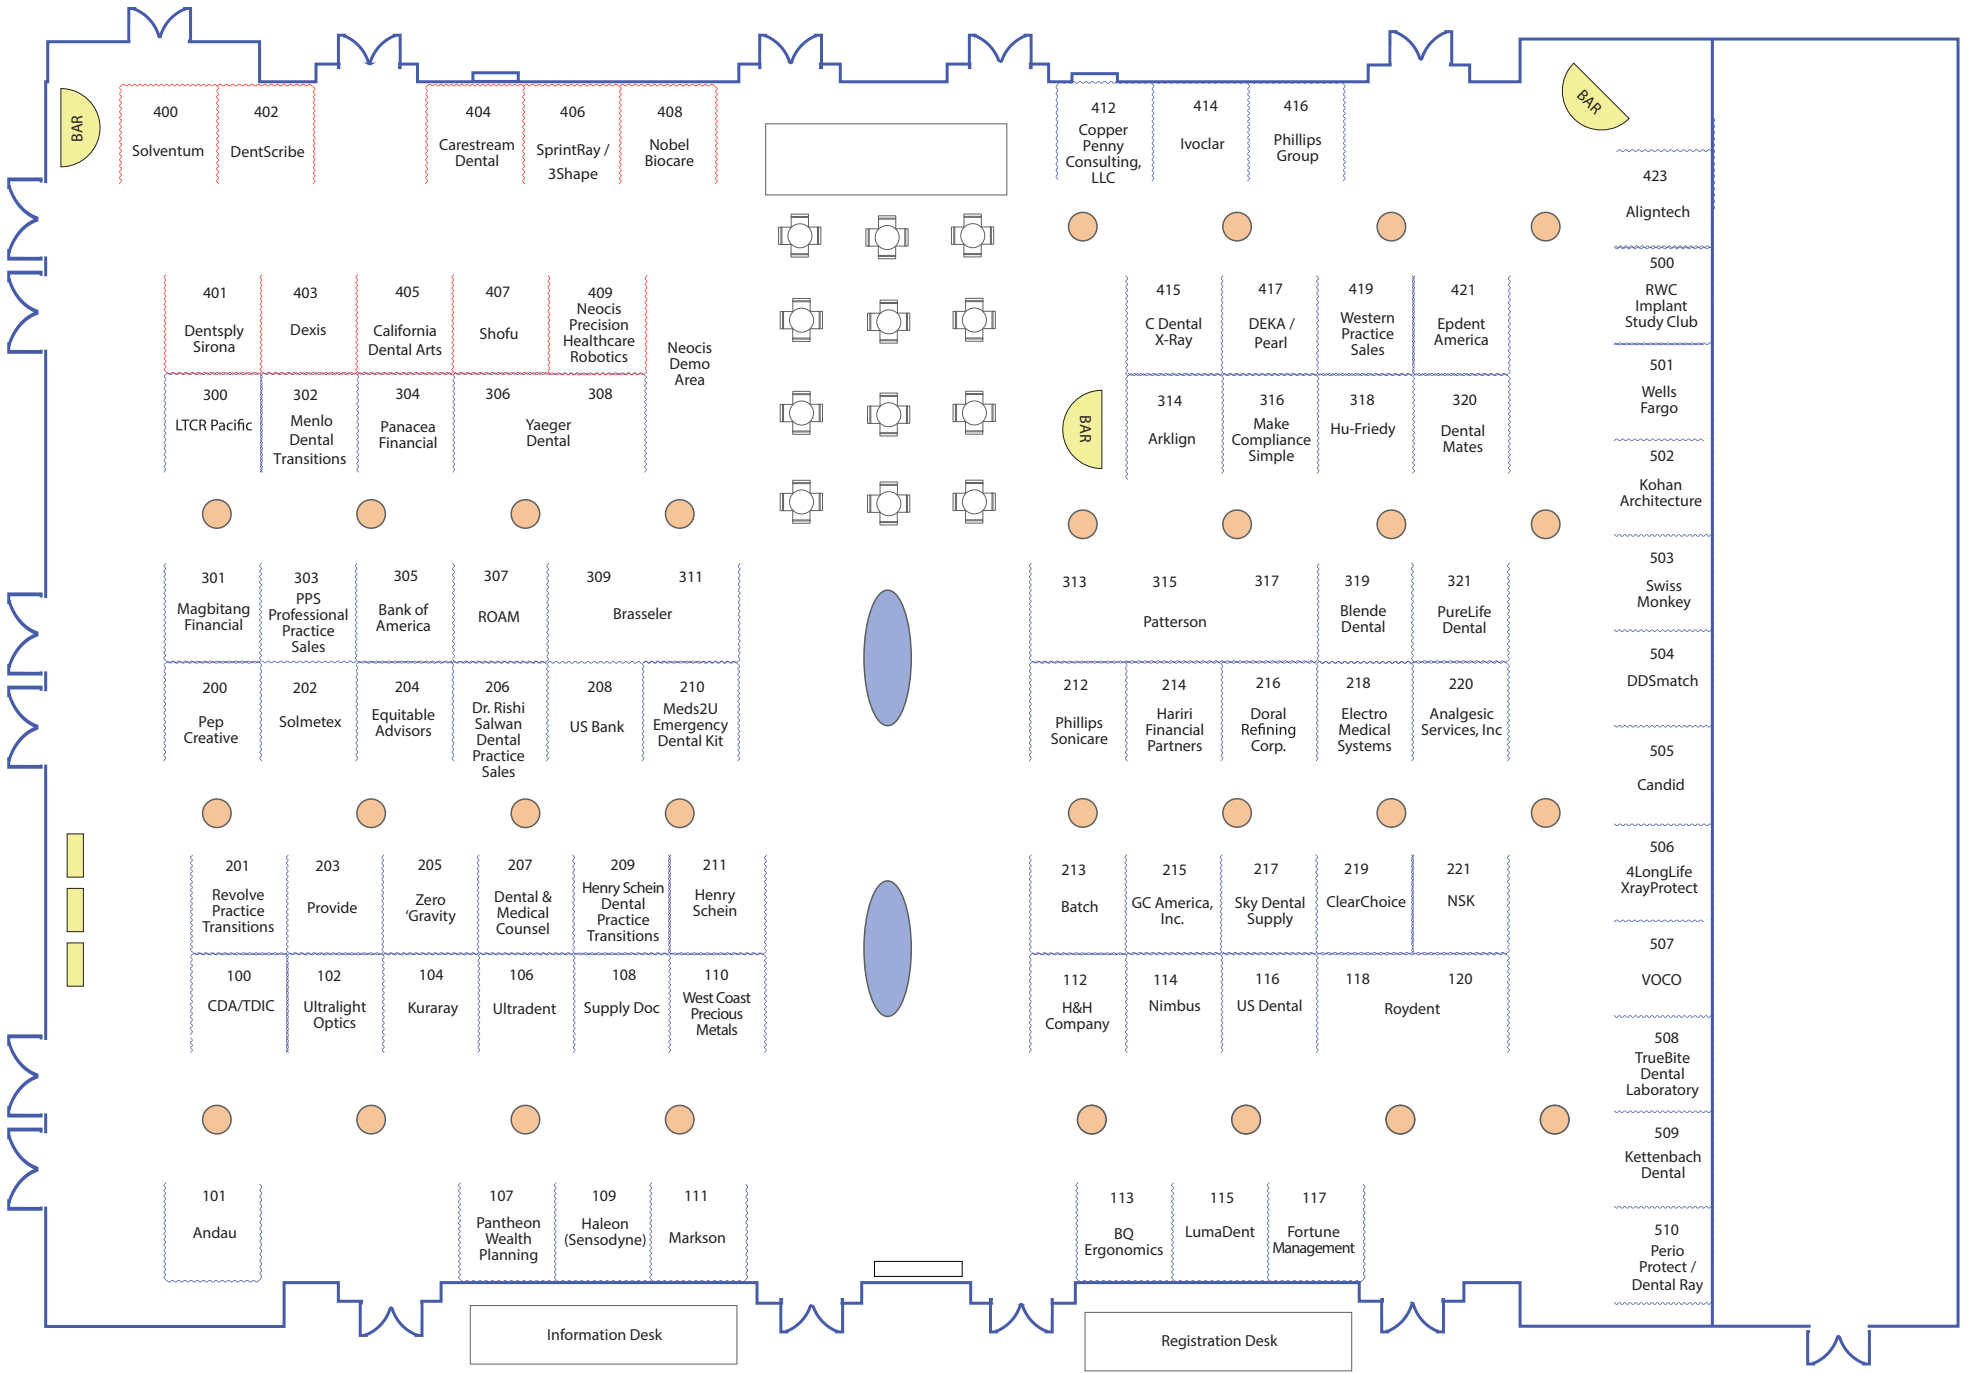 BAR
400
Solventum
402
DentScribe
404
Carestream
Dental
406
SprintRay /
3Shape
408
Nobel
Biocare
412
Copper
Penny
Consulting,
LLC
414
Ivoclar
416
Phillips
Group
BAR
423
Aligntech
401
Dentsply
Sirona
403
Dexis
405
California
Dental Arts
407
Shofu
409
Neocis
Precision
Healthcare
Robotics
Neocis
Demo
Area
415
C Dental
X-Ray
417
DEKA /
Pearl
419
Western
Practice
Sales
421
Epdent
America
500
RWC
Implant
Study Club
300
LTCR Pacific
302
Menlo
Dental
Transitions
304
Panacea
Financial
306
308
Yaeger
Dental
BAR
314
Arklign
316
Make
Compliance
Simple
318
Hu-Friedy
320
Dental
Mates
501
Wells
Fargo
502
Kohan
Architecture
301
Magbitang
Financial
303
PPS
Professional
Practice
Sales
305
Bank of
America
307
ROAM
309
311
Brasseler
313
315
317
Patterson
319
Blende
Dental
321
PureLife
Dental
503
Swiss
Monkey
200
Pep
Creative
202
Solmetex
204
Equitable
Advisors
206
Dr. Rishi
Salwan
Dental
Practice
Sales
208
US Bank
210
Meds2U
Emergency
Dental Kit
212
Phillips
Sonicare
214
Hariri
Financial
Partners
216
Doral
Refining
Corp.
218
Electro
Medical
Systems
220
Analgesic
Services, Inc
504
DDSmatch
505
Candid
201
Revolve
Practice
Transitions
203
Provide
205
Zero
'Gravity
207
Dental &
Medical
Counsel
209
Henry Schein
Dental
Practice
Transitions
211
Henry
Schein
213
Batch
215
GC America,
Inc.
217
Sky Dental
Supply
219
ClearChoice
221
NSK
506
4LongLife
XrayProtect
100
CDA/TDIC
102
Ultralight
Optics
104
Kuraray
106
Ultradent
108
Supply Doc
110
West Coast
Precious
Metals
112
H&H
Company
114
Nimbus
116
US Dental
118
120
Roydent
507
VOCO
508
TrueBite
Dental
Laboratory
509
Kettenbach
Dental
101
Andau
107
Pantheon
Wealth
Planning
109
Haleon
(Sensodyne)
111
Markson
113
BQ
Ergonomics
115
LumaDent
117
Fortune
Management
510
Perio
Protect /
Dental Ray
Information Desk
Registration Desk